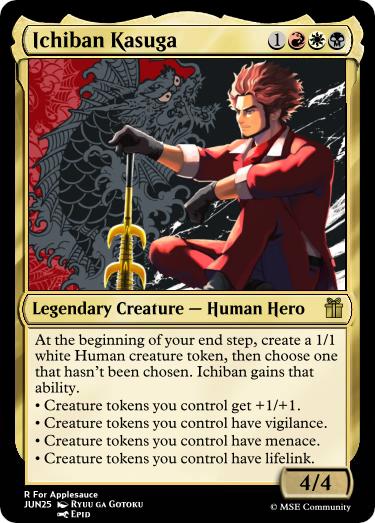 Ichiban Kasuga 1
Legendary Creature — Human Hero
At the beginning of your end step, create a 1/1
white Human creature token, then choose one
that hasn't been chosen. Ichiban gains that
ability.
• Creature tokens you control get +1/+1.
• Creature tokens you control have vigilance.
• Creature tokens you control have menace.
• Creature tokens you control have lifelink.
4/4
R For Applesauce
JUN25 Ryuu ga Gotoku
Epid
© MSE Community